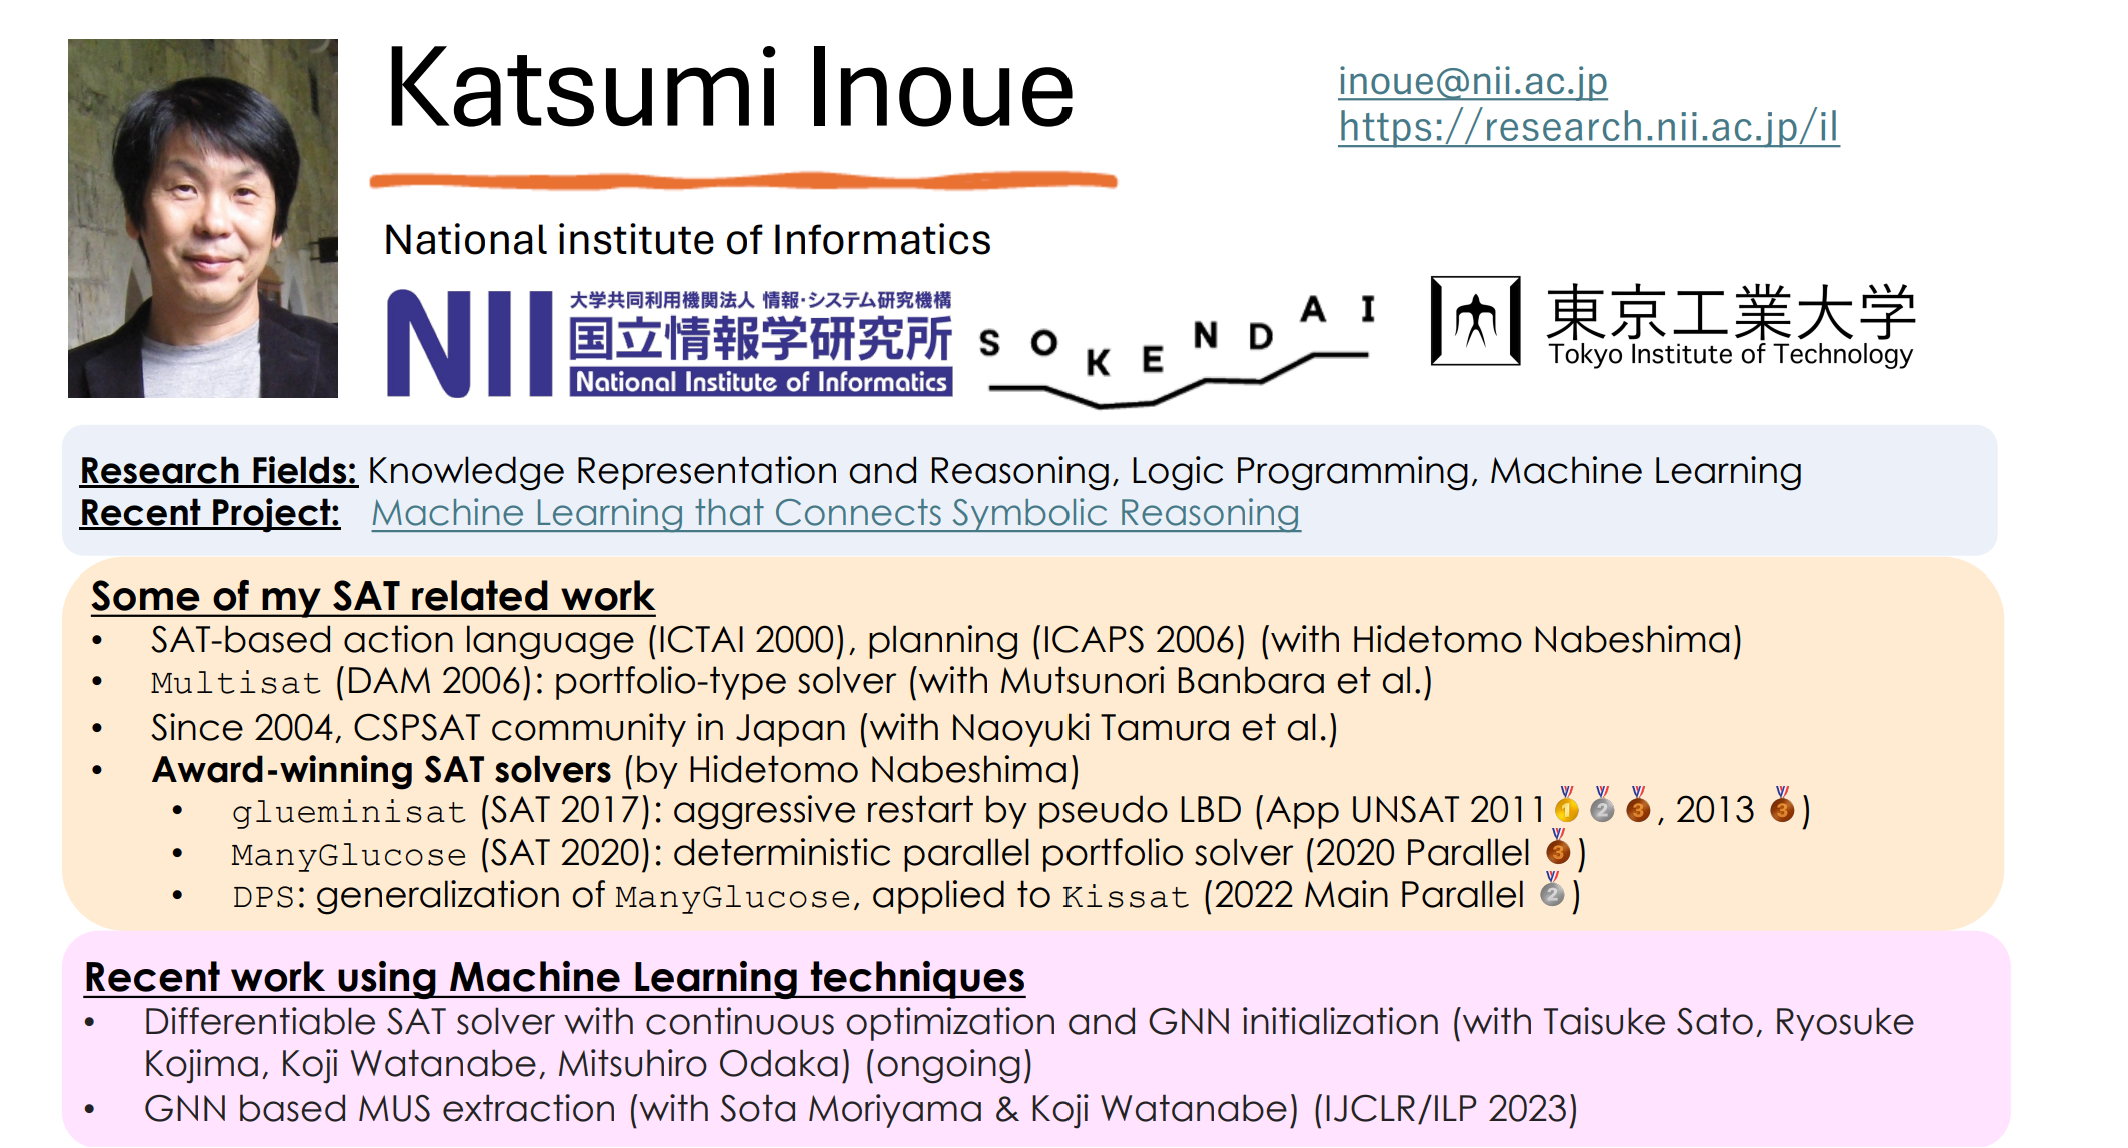 Katsumi Inoue
inoue@nii.ac.jp
https://research.nii.ac.jp/il
National institute of Informatics
NII
大学共同利用機関法人 情報・システム研究機構
国立情報学研究所
National Institute of Informatics
SOKENDAI
東京工業大学
Tokyo Institute of Technology
Research Fields: Knowledge Representation and Reasoning, Logic Programming, Machine Learning
Recent Project: Machine Learning that Connects Symbolic Reasoning
Some of my SAT related work
• SAT-based action language (ICTAI 2000), planning (ICAPS 2006) (with Hidetomo Nabeshima)
• Multisat (DAM 2006): portfolio-type solver (with Mutsunori Banbara et al.)
• Since 2004, CSPSAT community in Japan (with Naoyuki Tamura et al.)
• Award-winning SAT solvers (by Hidetomo Nabeshima)
• glueminisat (SAT 2017): aggressive restart by pseudo LBD (App UNSAT 2011🥇🥈🥉, 2013 🥉)
• ManyGlucose (SAT 2020): deterministic parallel portfolio solver (2020 Parallel 🥉)
• DPS: generalization of ManyGlucose, applied to Kissat (2022 Main Parallel 🥈)
Recent work using Machine Learning techniques
• Differentiable SAT solver with continuous optimization and GNN initialization (with Taisuke Sato, Ryosuke
Kojima, Koji Watanabe, Mitsuhiro Odaka) (ongoing)
• GNN based MUS extraction (with Sota Moriyama & Koji Watanabe) (IJCLR/ILP 2023)